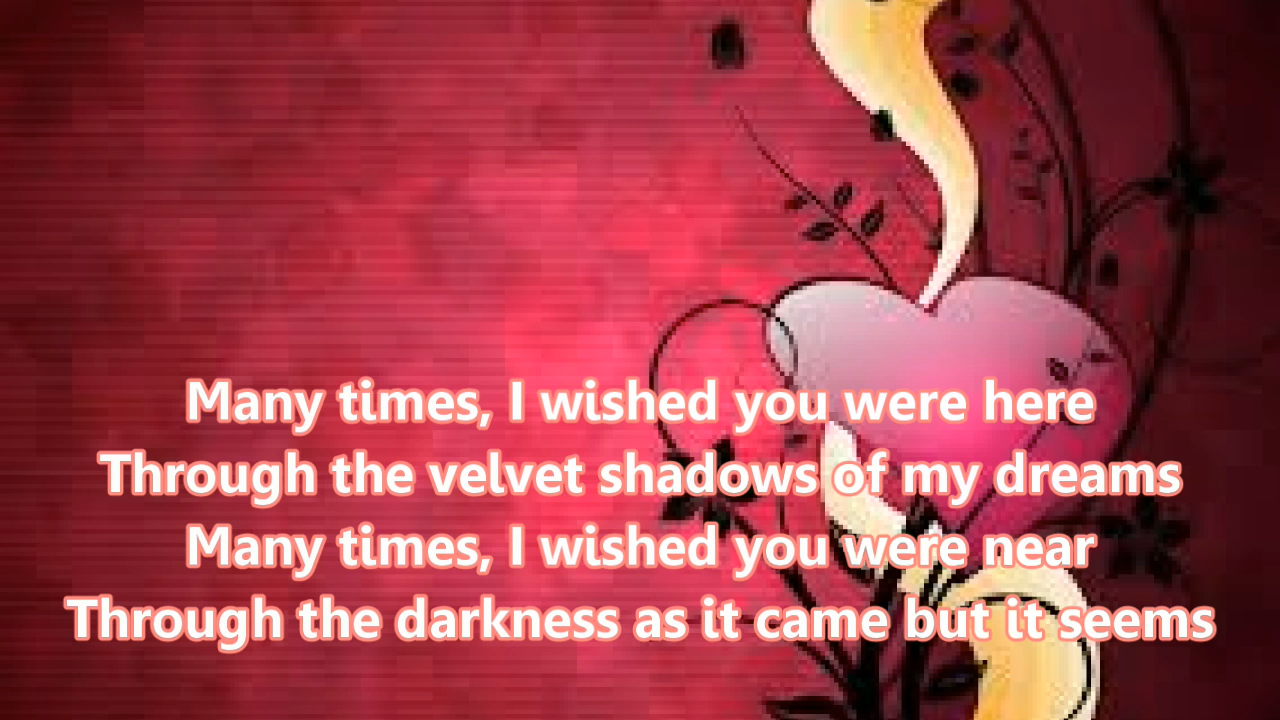 Many times, I wished you were here
Through the velvet shadows of my dreams
Many times, I wished you were near
Through the darkness as it came but it seems